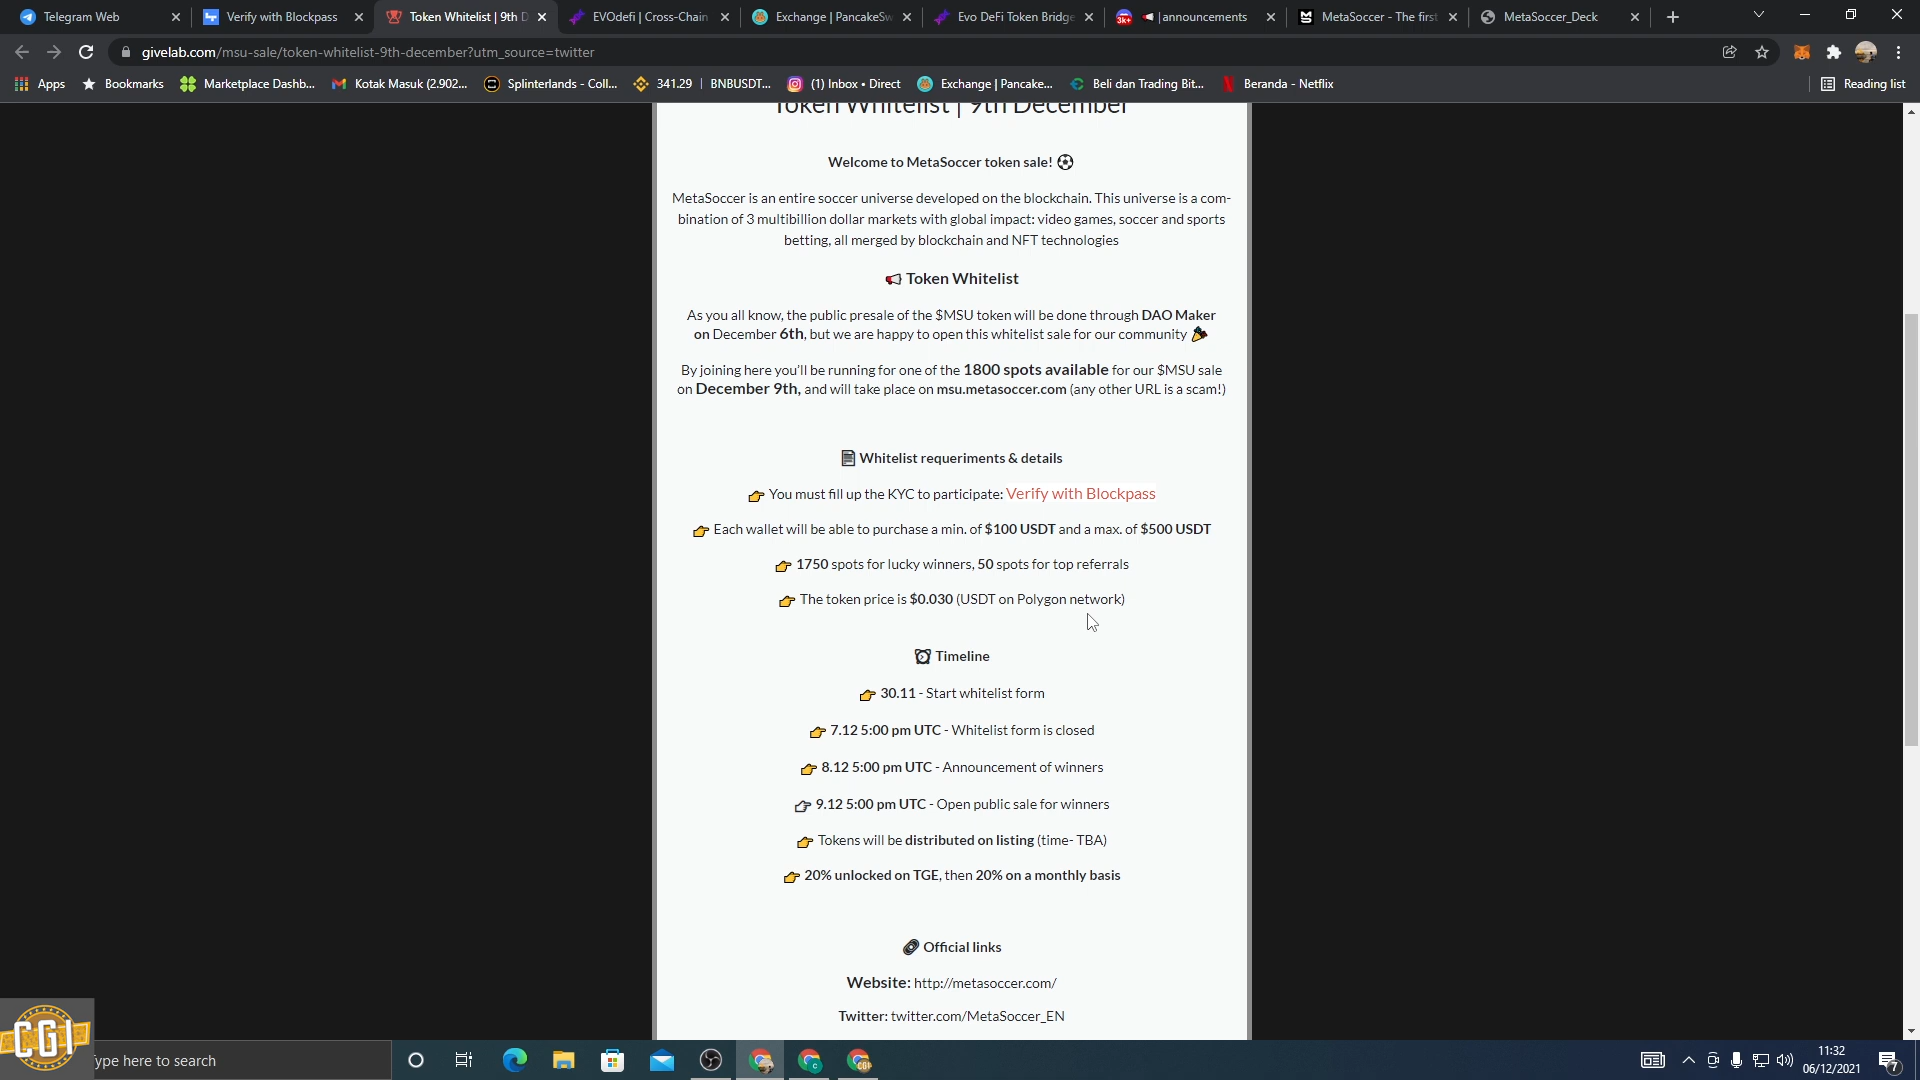 Telegram Web
Verify with Blockpass
Token Whitelist | 9th D
EVOdefi | Cross-Chain
Exchange | PancakeSw
Evo DeFi Token Bridge
|announcements
MetaSoccer - The first
MetaSoccer_Deck
givelab.com/msu-sale/token-whitelist-9th-december?utm_source=twitter
Apps
Bookmarks
Marketplace Dashb...
Kotak Masuk (2.902...
Splinterlands - Coll...
341.29 | BNBUSDT...
(1) Inbox • Direct
Exchange | Pancake...
Beli dan Trading Bit...
Beranda - Netflix
Reading list
Token Whitelist | 9th December
Welcome to MetaSoccer token sale!
MetaSoccer is an entire soccer universe developed on the blockchain. This universe is a com-
bination of 3 multibillion dollar markets with global impact: video games, soccer and sports
betting, all merged by blockchain and NFT technologies
Token Whitelist
As you all know, the public presale of the $MSU token will be done through DAO Maker
on December 6th, but we are happy to open this whitelist sale for our community
By joining here you'll be running for one of the 1800 spots available for our $MSU sale
on December 9th, and will take place on msu.metasoccer.com (any other URL is a scam!)
Whitelist requeriments & details
You must fill up the KYC to participate: Verify with Blockpass
Each wallet will be able to purchase a min. of $100 USDT and a max. of $500 USDT
1750 spots for lucky winners, 50 spots for top referrals
The token price is $0.030 (USDT on Polygon network)
Timeline
30.11 - Start whitelist form
7.12 5:00 pm UTC - Whitelist form is closed
8.12 5:00 pm UTC - Announcement of winners
9.12 5:00 pm UTC - Open public sale for winners
Tokens will be distributed on listing (time- TBA)
20% unlocked on TGE, then 20% on a monthly basis
Official links
Website: http://metasoccer.com/
Twitter: twitter.com/MetaSoccer_EN
CGI
ype here to search
11:32
06/12/2021
7